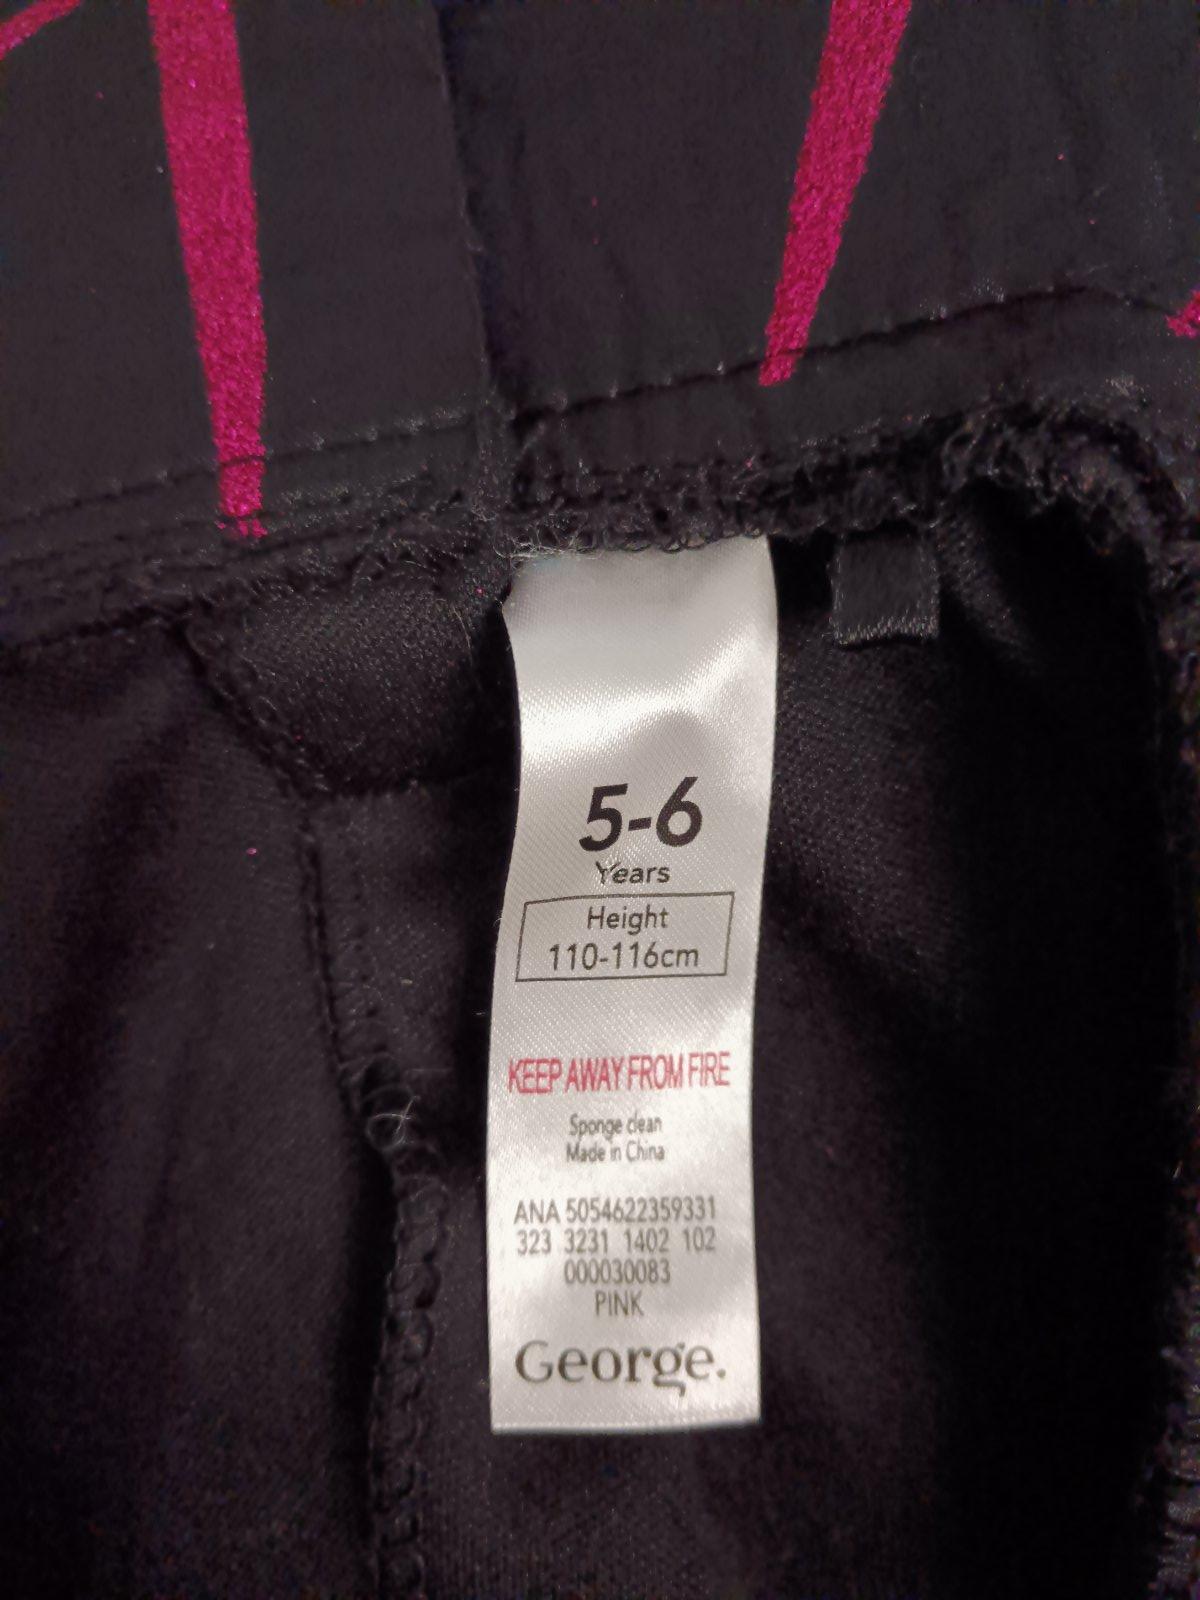 5-6
Years
Height
110-116cm
KEEP AWAY FROM FIRE
Sponge clean
Made in China
ANA 5054622359331
323 3231 1402 102
000030083
PINK
George.